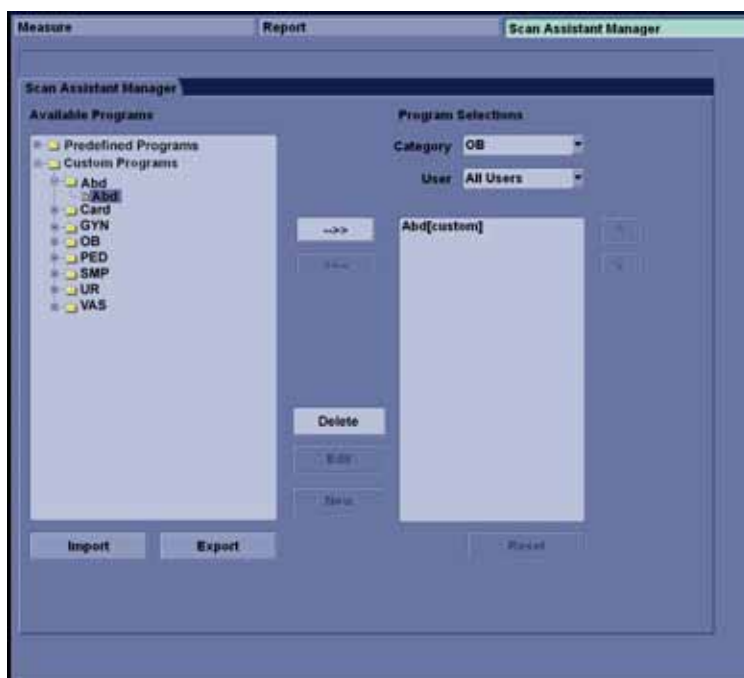 Measure
Report
Scan Assistant Manager
Scan Assistant Manager
Available Programs
Program Selections
Predefined Programs
Custom Programs
Abd
Abd
Card
GYN
OB
PED
SMP
UR
VAS
Category OB
User All Users
-->>
Abd[custom]
Delete
Edit
New
Import
Export
Reset